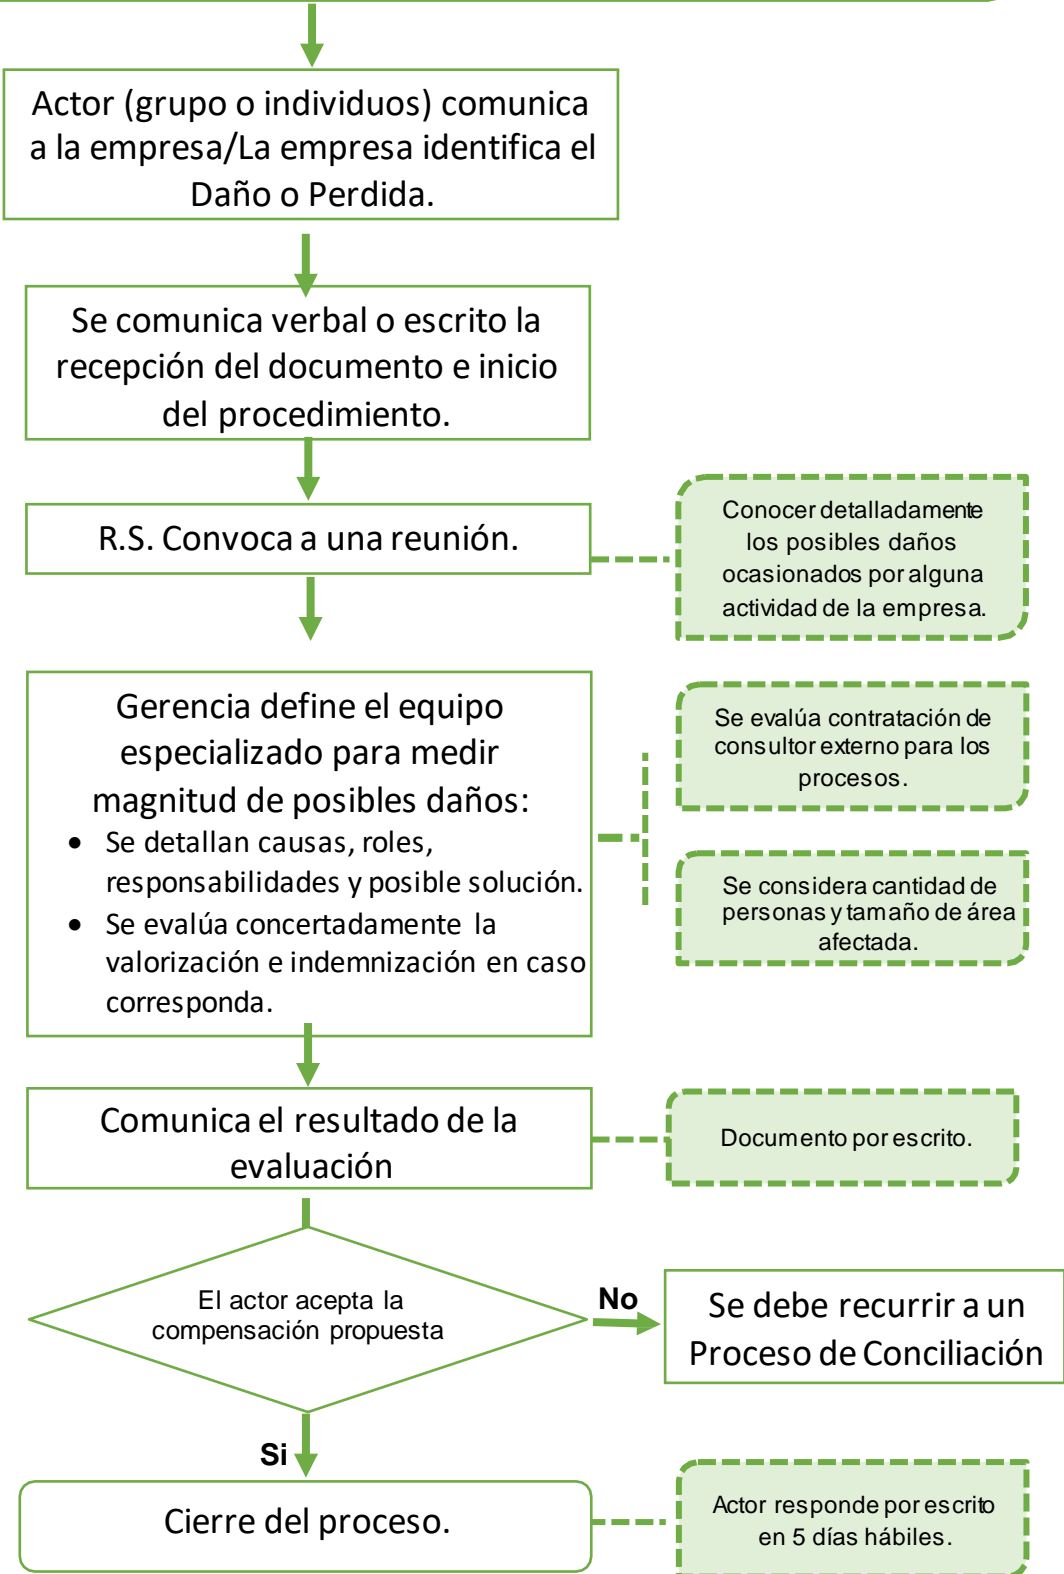 Actor (grupo o individuos) comunica
a la empresa/La empresa identifica el
Daño o Perdida.
Se comunica verbal o escrito la
recepción del documento e inicio
del procedimiento.
R.S. Convoca a una reunión.
Conocer detalladamente
los posibles daños
ocasionados por alguna
actividad de la empresa.
Gerencia define el equipo
especializado para medir
magnitud de posibles daños:
• Se detallan causas, roles,
responsabilidades y posible solución.
• Se evalúa concertadamente la
valorización e indemnización en caso
corresponda.
Se evalúa contratación de
consultor externo para los
procesos.
Se considera cantidad de
personas y tamaño de área
afectada.
Comunica el resultado de la
evaluación
Documento por escrito.
El actor acepta la
compensación propuesta
No
Se debe recurrir a un
Proceso de Conciliación
Si
Cierre del proceso.
Actor responde por escrito
en 5 días hábiles.